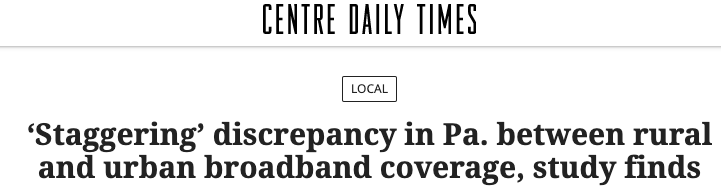 CENTRE DAILY TIMES
LOCAL
‘Staggering’ discrepancy in Pa. between rural
and urban broadband coverage, study finds